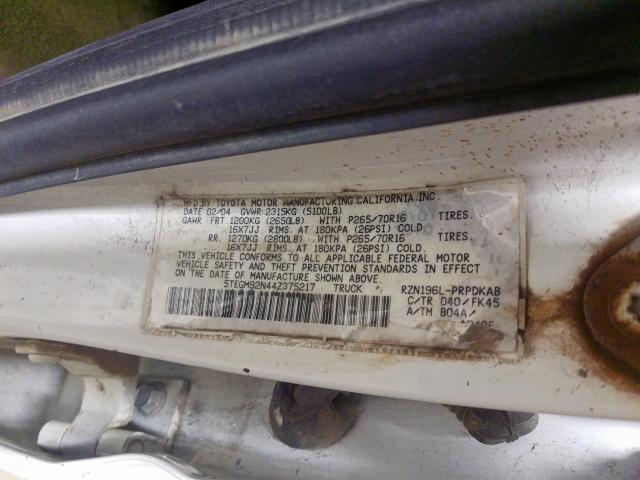 MFD BY TOYOTA MOTOR MANUFACTURING CALIFORNIA, INC.
DATE 02/04 GVWR:2315KG (5100LB)
GAWR: FRT. 1200KG (2650LB) WITH P265/70R16 TIRES.
16X7JJ RIMS. AT 180KPA (26PSI) COLD.
RR. 1270KG (2800LB) WITH P265/70R16 TIRES.
16X7JJ RIMS. AT 180KPA (26PSI) COLD.
THIS VEHICLE CONFORMS TO ALL APPLICABLE FEDERAL MOTOR
VEHICLE SAFETY AND THEFT PREVENTION STANDARDS IN EFFECT
ON THE DATE OF MANUFACTURE SHOWN ABOVE.
5TEGM92N44Z375217 TRUCK RZN196L-PRPDKAB
C/TR 040/FK45
A/TM B04A/